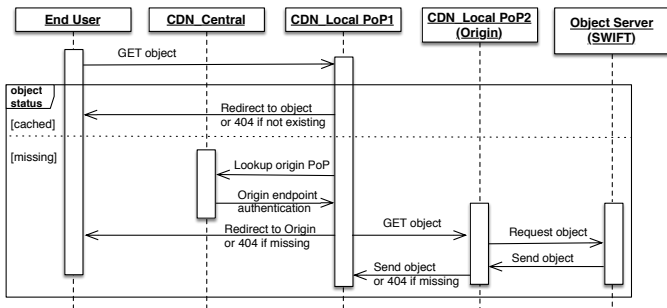 End User
CDN_Central
CDN_Local PoP1
CDN_Local PoP2
(Origin)
Object Server
(SWIFT)
GET object
object
status
[cached]
Redirect to object
or 404 if not existing
[missing]
Lookup origin PoP
Origin endpoint
authentication
Redirect to Origin
or 404 if missing
GET object
Request object
Send object
Send object
or 404 if missing